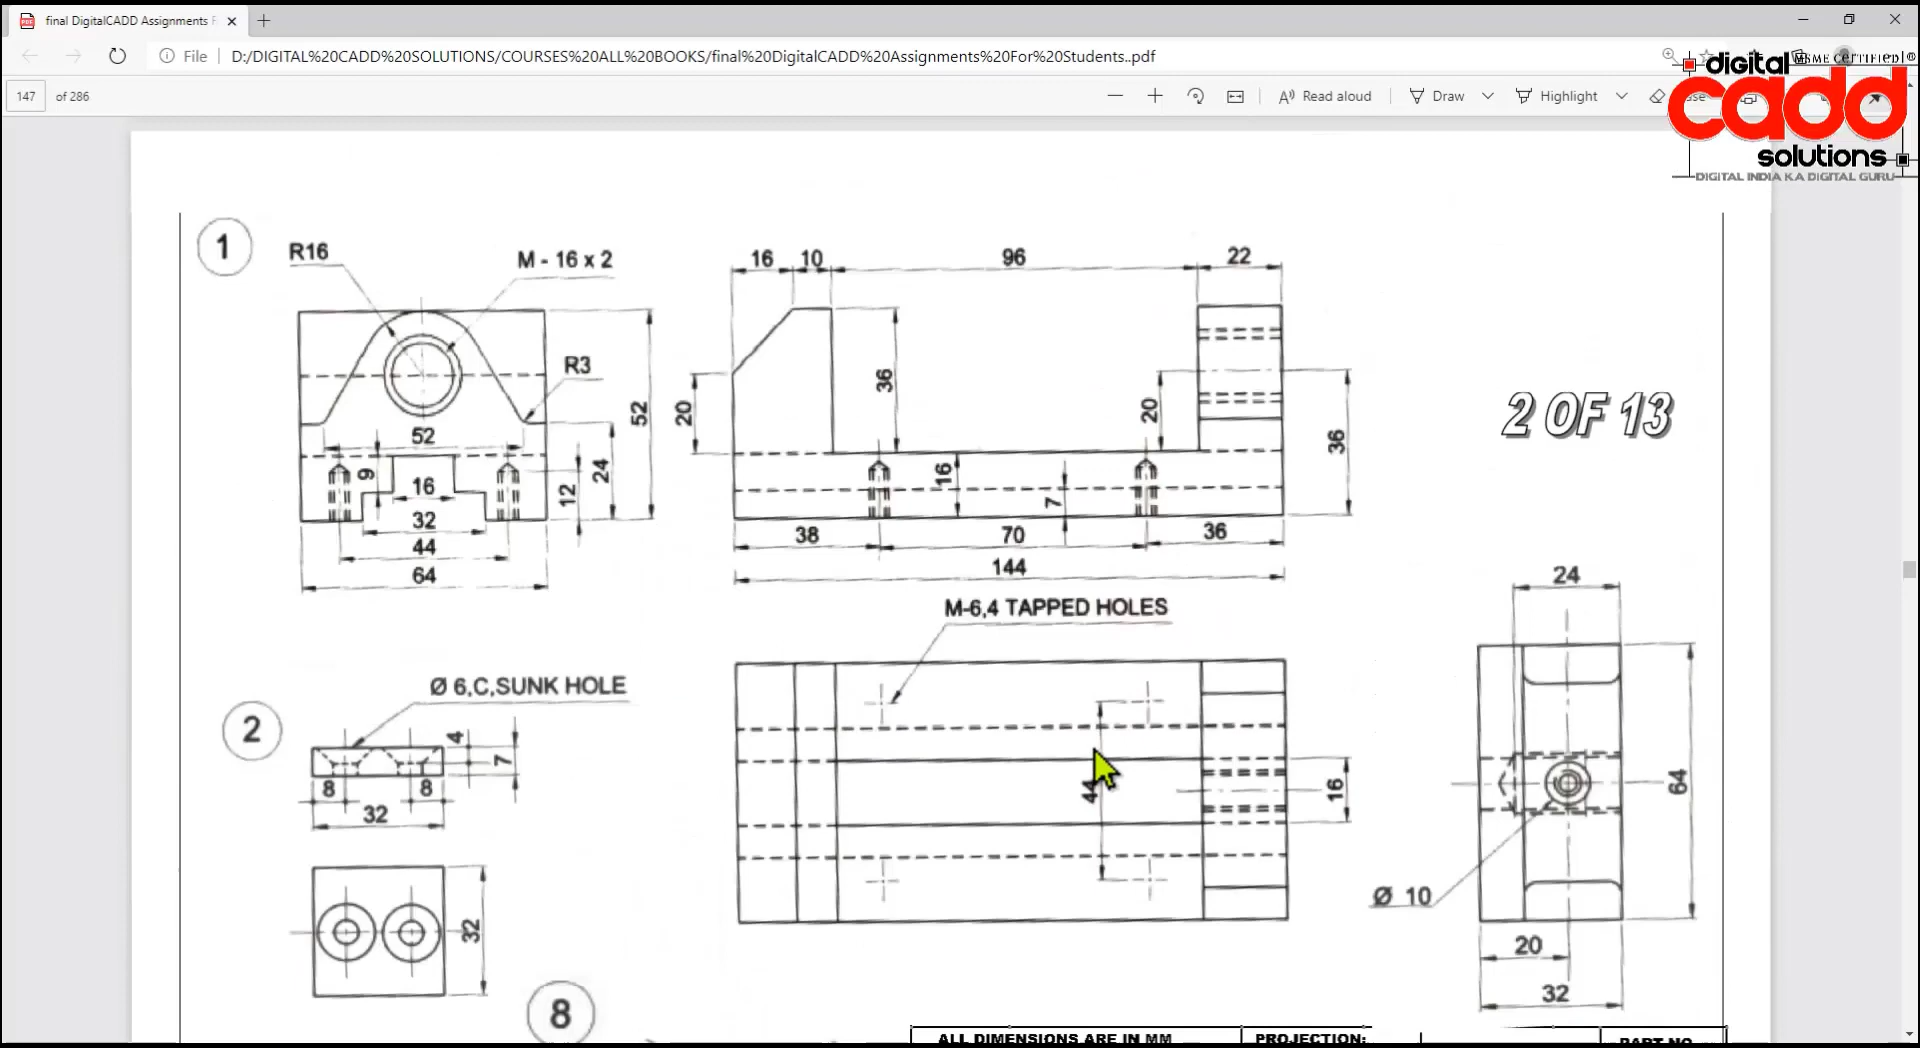 final DigitalCADD Assignments F
File D:/DIGITAL%20CADD%20SOLUTIONS/COURSES%20ALL%20BOOKS/final%20DigitalCADD%20Assignments%20For%20Students..pdf
147 of 286
Read aloud Draw Highlight
digital
cadd
solutions
DIGITAL INDIA KA DIGITAL GURU
1
R16
M - 16 x 2
R3
52
9
16
32
44
64
12
24
52
16 10 96 22
20
36
20
36
16
7
38 70 36
144
2 OF 13
M-6,4 TAPPED HOLES
44
16
2
Ø 6,C,SUNK HOLE
4
7
8 8
32
32
24
64
Ø 10
20
32
8
ALL DIMENSIONS ARE IN MM
PROJECTION:
PART NO